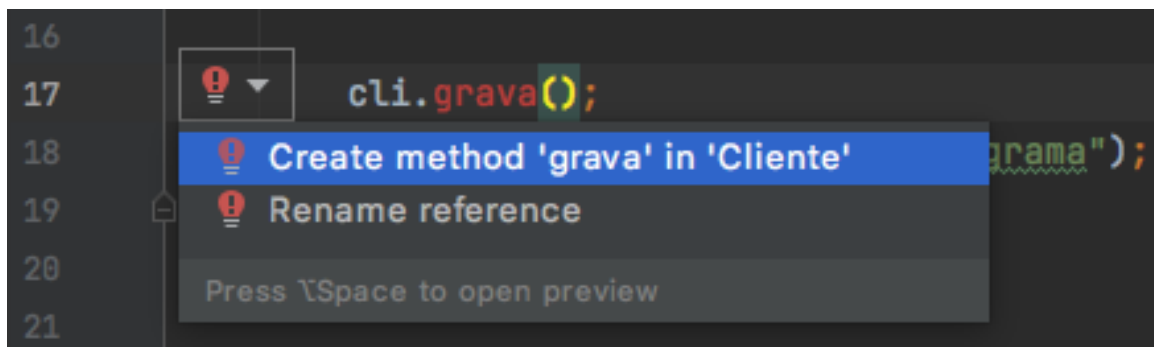 16
17 cli.grava();
18 Create method 'grava' in 'Cliente' grama");
19 Rename reference
20
Press ⌥Space to open preview
21